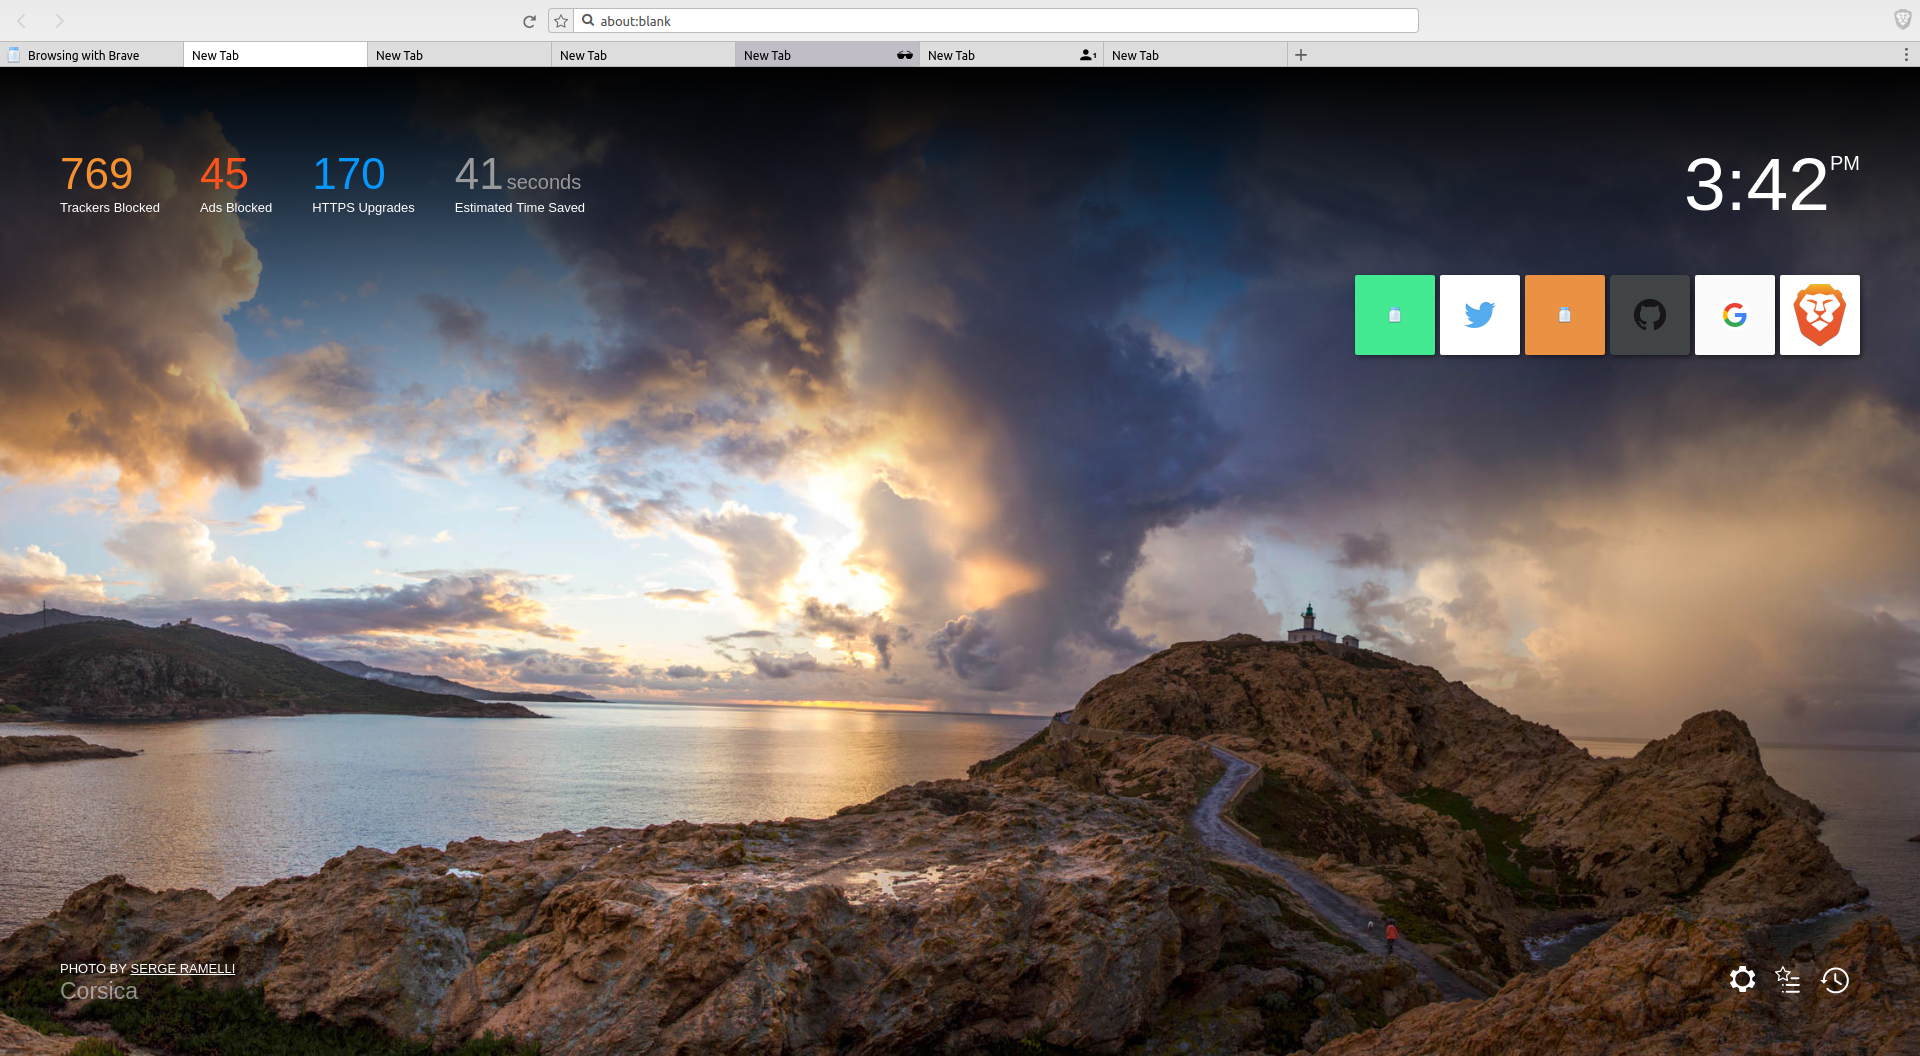 about:blank
Browsing with Brave
New Tab
New Tab
New Tab
New Tab
New Tab
1
New Tab
769
Trackers Blocked
45
Ads Blocked
170
HTTPS Upgrades
41 seconds
Estimated Time Saved
3:42 PM
PHOTO BY SERGE RAMELLI
Corsica